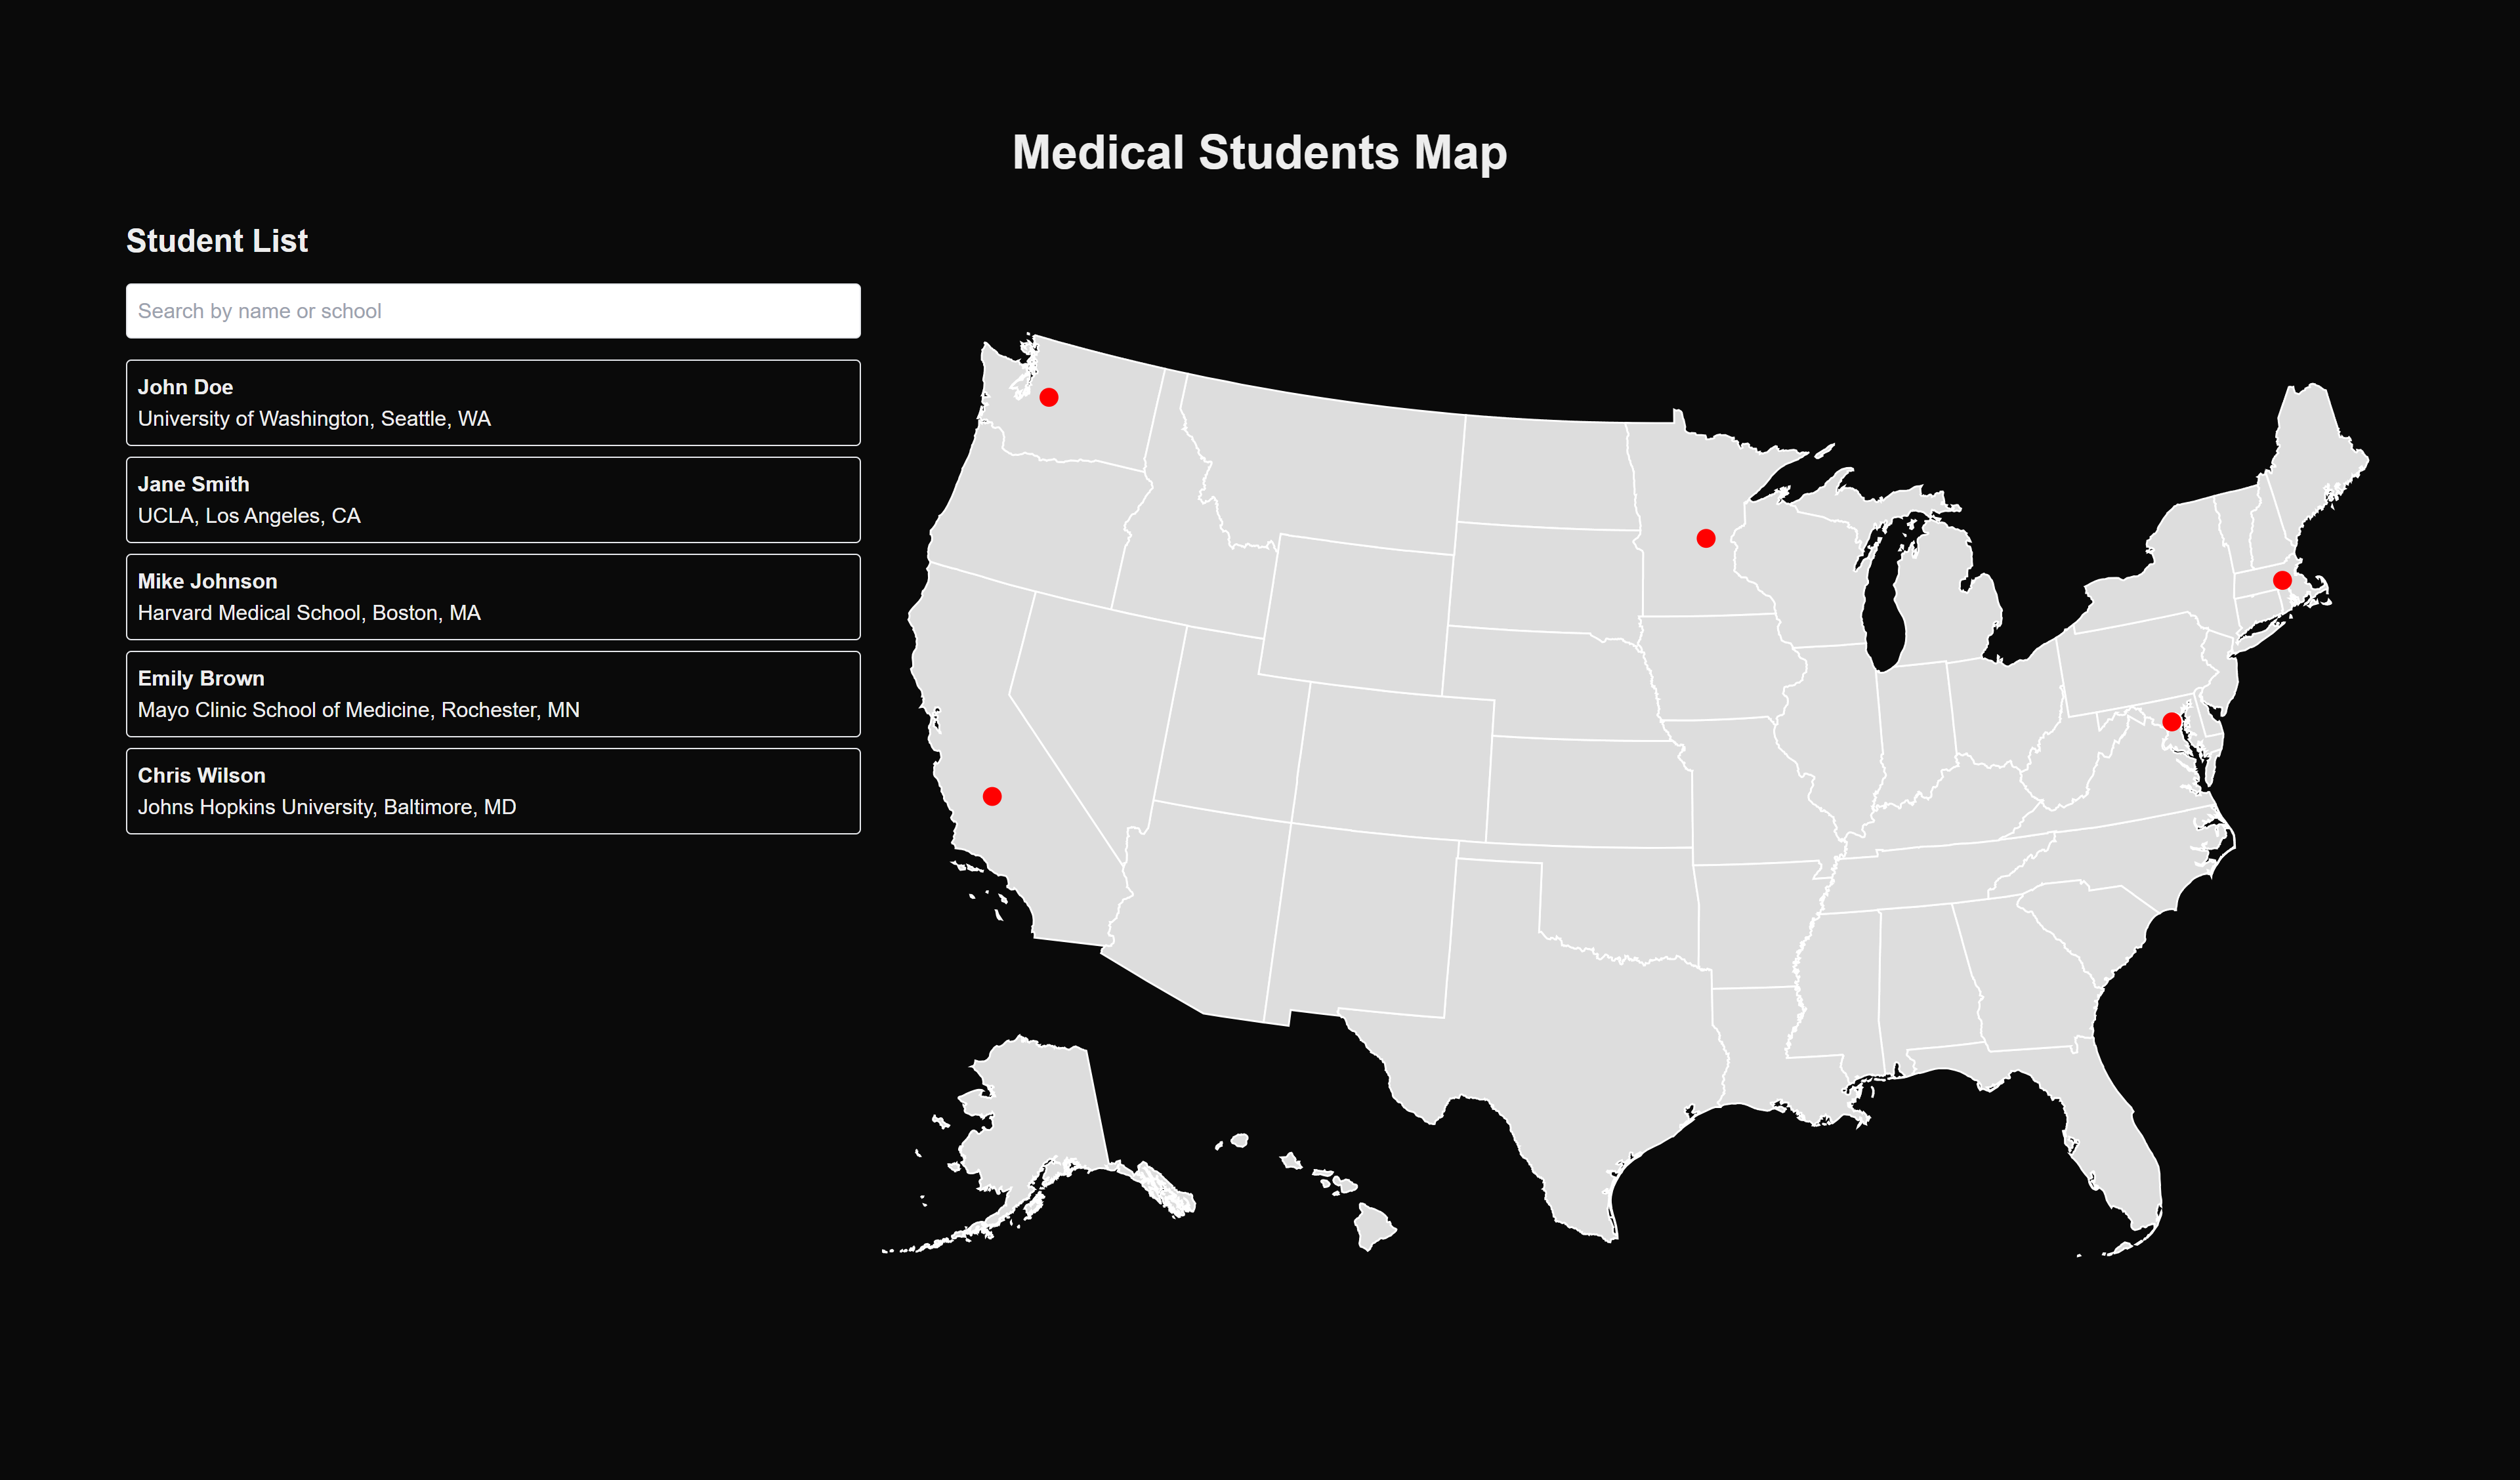 Medical Students Map
Student List
Search by name or school
John Doe
University of Washington, Seattle, WA
Jane Smith
UCLA, Los Angeles, CA
Mike Johnson
Harvard Medical School, Boston, MA
Emily Brown
Mayo Clinic School of Medicine, Rochester, MN
Chris Wilson
Johns Hopkins University, Baltimore, MD